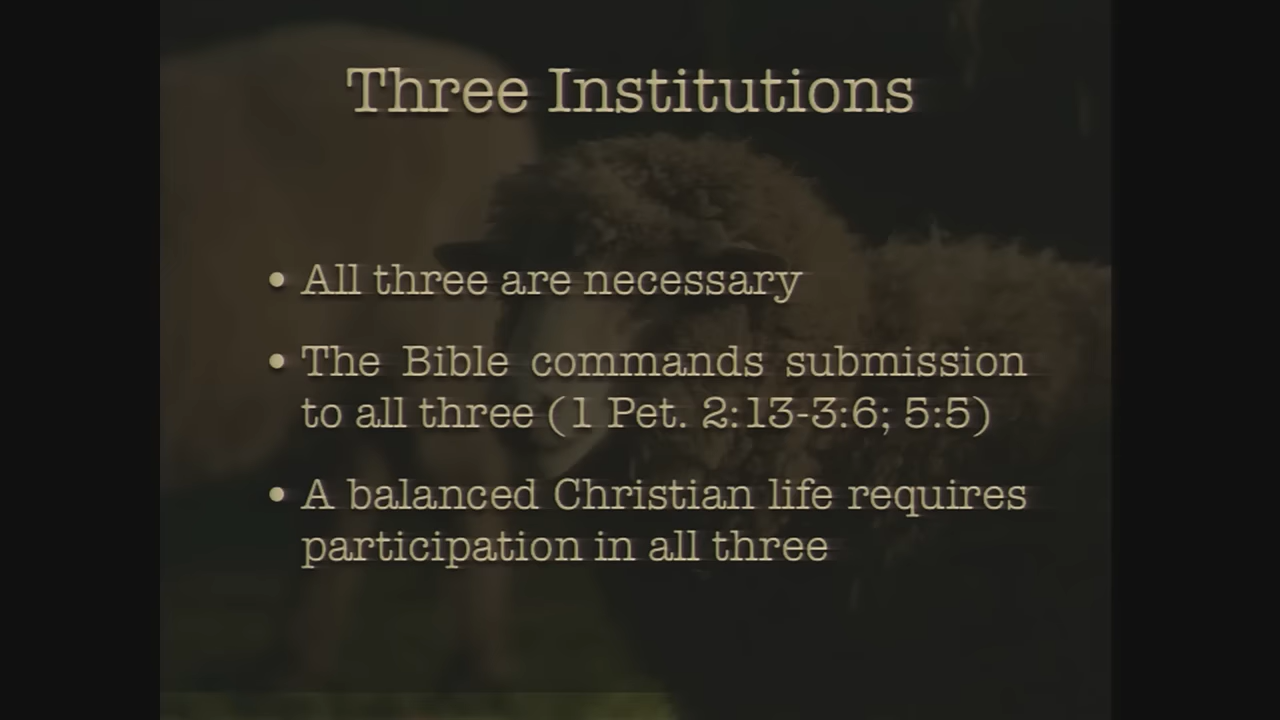 Three Institutions
• All three are necessary
• The Bible commands submission
to all three (1 Pet. 2:13-3:6; 5:5)
• A balanced Christian life requires
participation in all three